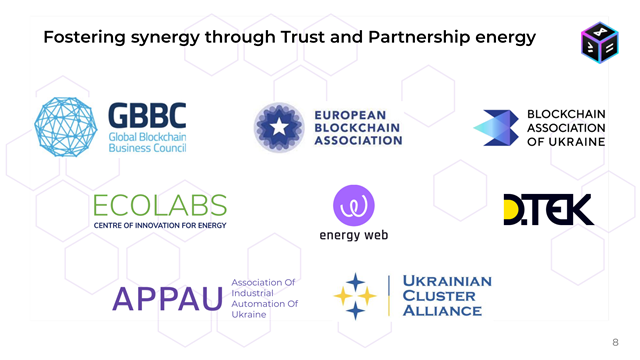 Fostering synergy through Trust and Partnership energy
GBBC
Global Blockchain
Business Council
EUROPEAN
BLOCKCHAIN
ASSOCIATION
BLOCKCHAIN
ASSOCIATION
OF UKRAINE
ECOLABS
CENTRE OF INNOVATION FOR ENERGY
energy web
D.TEK
APPAU
Association Of
Industrial
Automation Of
Ukraine
UKRAINIAN
CLUSTER
ALLIANCE
8